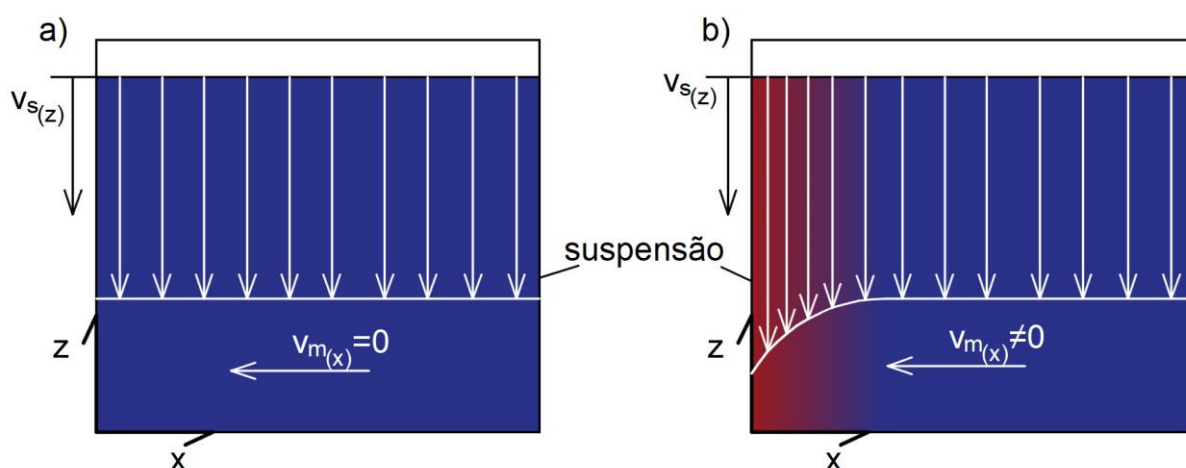 a)
vs(z)
vm(x)=0
z
x
suspensão
b)
vs(z)
vm(x)≠0
z
x